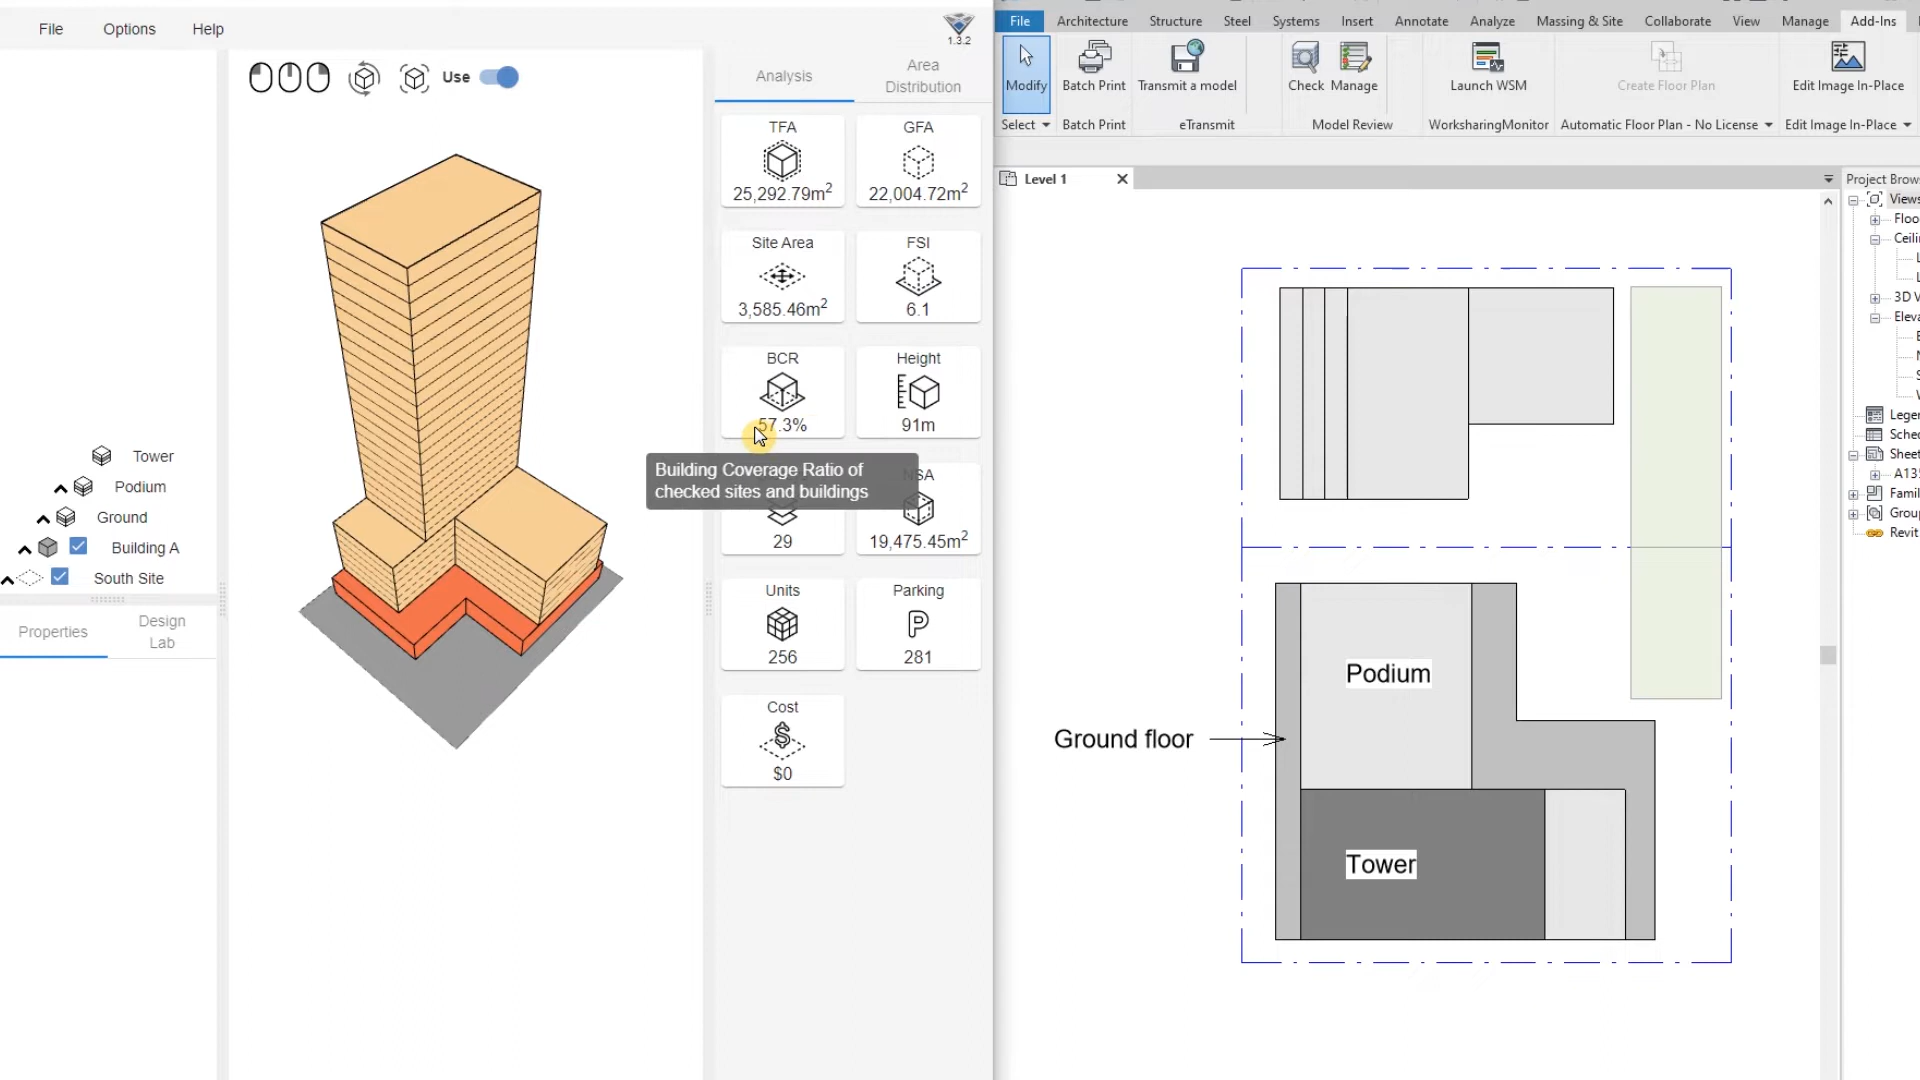 File Options Help
1.3.2
Use
Analysis
Area
Distribution
TFA
25,292.79m2
GFA
22,004.72m2
Site Area
3,585.46m2
FSI
6.1
BCR
57.3%
Height
91m
Building Coverage Ratio of
checked sites and buildings
29
19,475.45m2
Units
256
Parking
P
281
Cost
$
$0
Tower
Podium
Ground
Building A
South Site
Properties
Design
Lab
File Architecture Structure Steel Systems Insert Annotate Analyze Massing & Site Collaborate View Manage Add-Ins
Modify Batch Print Transmit a model Check Manage Launch WSM Create Floor Plan Edit Image In-Place
Select Batch Print eTransmit Model Review WorksharingMonitor Automatic Floor Plan - No License Edit Image In-Place
Level 1
Project
Views
3D
A13
Revit
Podium
Ground floor
Tower